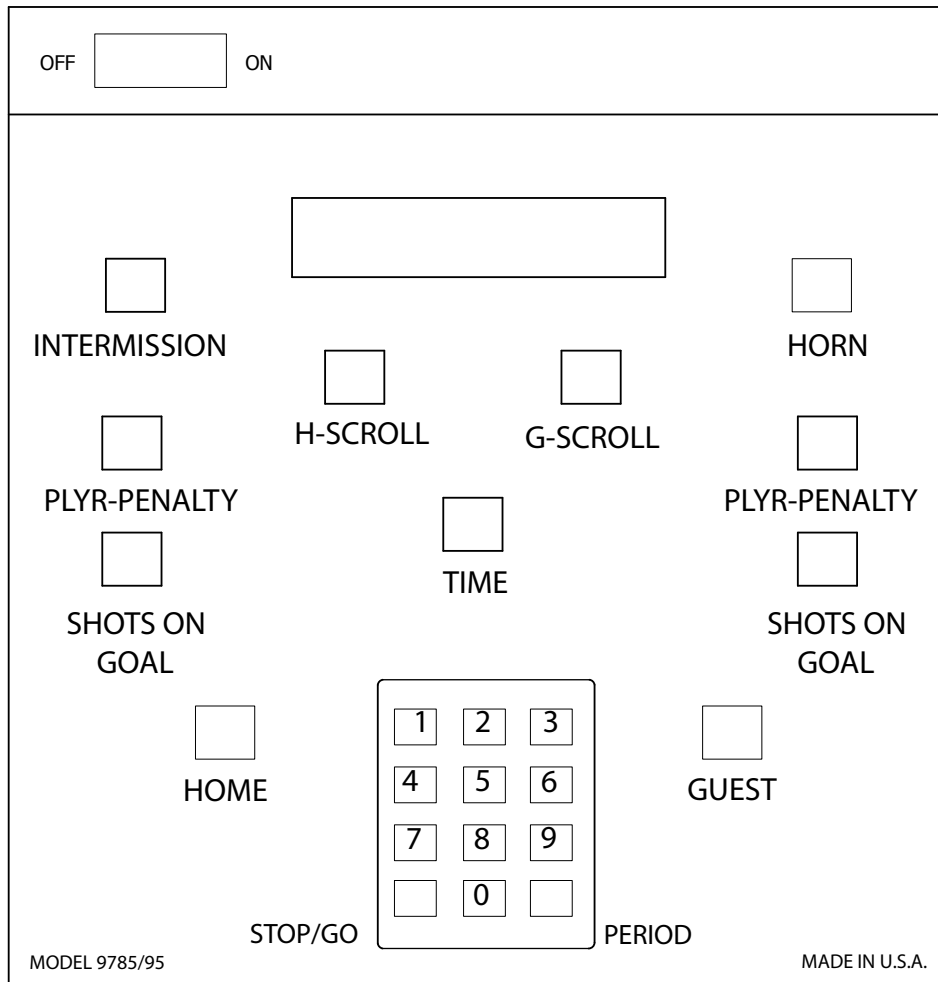 OFF ON
INTERMISSION
HORN
H-SCROLL
G-SCROLL
PLYR-PENALTY
PLYR-PENALTY
TIME
SHOTS ON
GOAL
SHOTS ON
GOAL
1 2 3
HOME
4 5 6
GUEST
7 8 9
0
STOP/GO
PERIOD
MODEL 9785/95
MADE IN U.S.A.